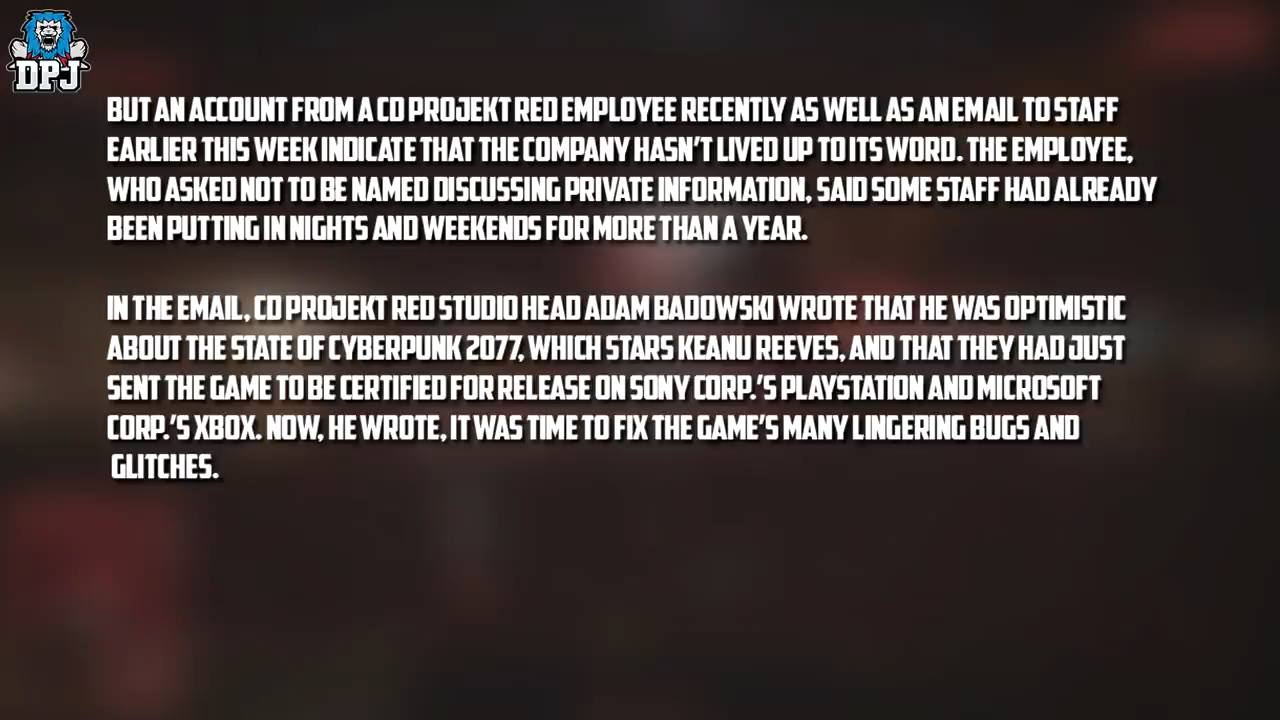 DPJ
BUT AN ACCOUNT FROM A CD PROJEKT RED EMPLOYEE RECENTLY AS WELL AS AN EMAIL TO STAFF
EARLIER THIS WEEK INDICATE THAT THE COMPANY HASN'T LIVED UP TO ITS WORD. THE EMPLOYEE,
WHO ASKED NOT TO BE NAMED DISCUSSING PRIVATE INFORMATION, SAID SOME STAFF HAD ALREADY
BEEN PUTTING IN NIGHTS AND WEEKENDS FOR MORE THAN A YEAR.
IN THE EMAIL, CD PROJEKT RED STUDIO HEAD ADAM BADOWSKI WROTE THAT HE WAS OPTIMISTIC
ABOUT THE STATE OF CYBERPUNK 2077, WHICH STARS KEANU REEVES, AND THAT THEY HAD JUST
SENT THE GAME TO BE CERTIFIED FOR RELEASE ON SONY CORP.'S PLAYSTATION AND MICROSOFT
CORP.'S XBOX. NOW, HE WROTE, IT WAS TIME TO FIX THE GAME'S MANY LINGERING BUGS AND
GLITCHES.